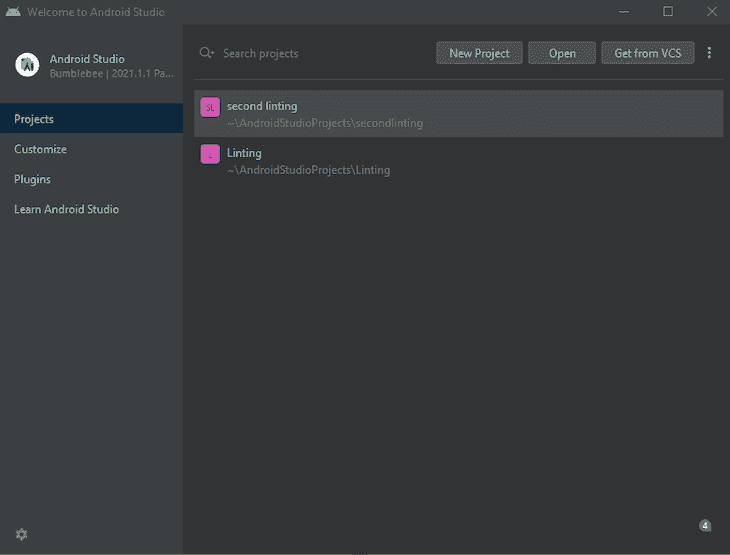 Welcome to Android Studio
Android Studio
Bumblebee | 2021.1.1 Pa...
Search projects
New Project
Open
Get from VCS
Projects
Customize
Plugins
Learn Android Studio
SL
second linting
~\AndroidStudioProjects\secondlinting
L
Linting
~\AndroidStudioProjects\Linting
4